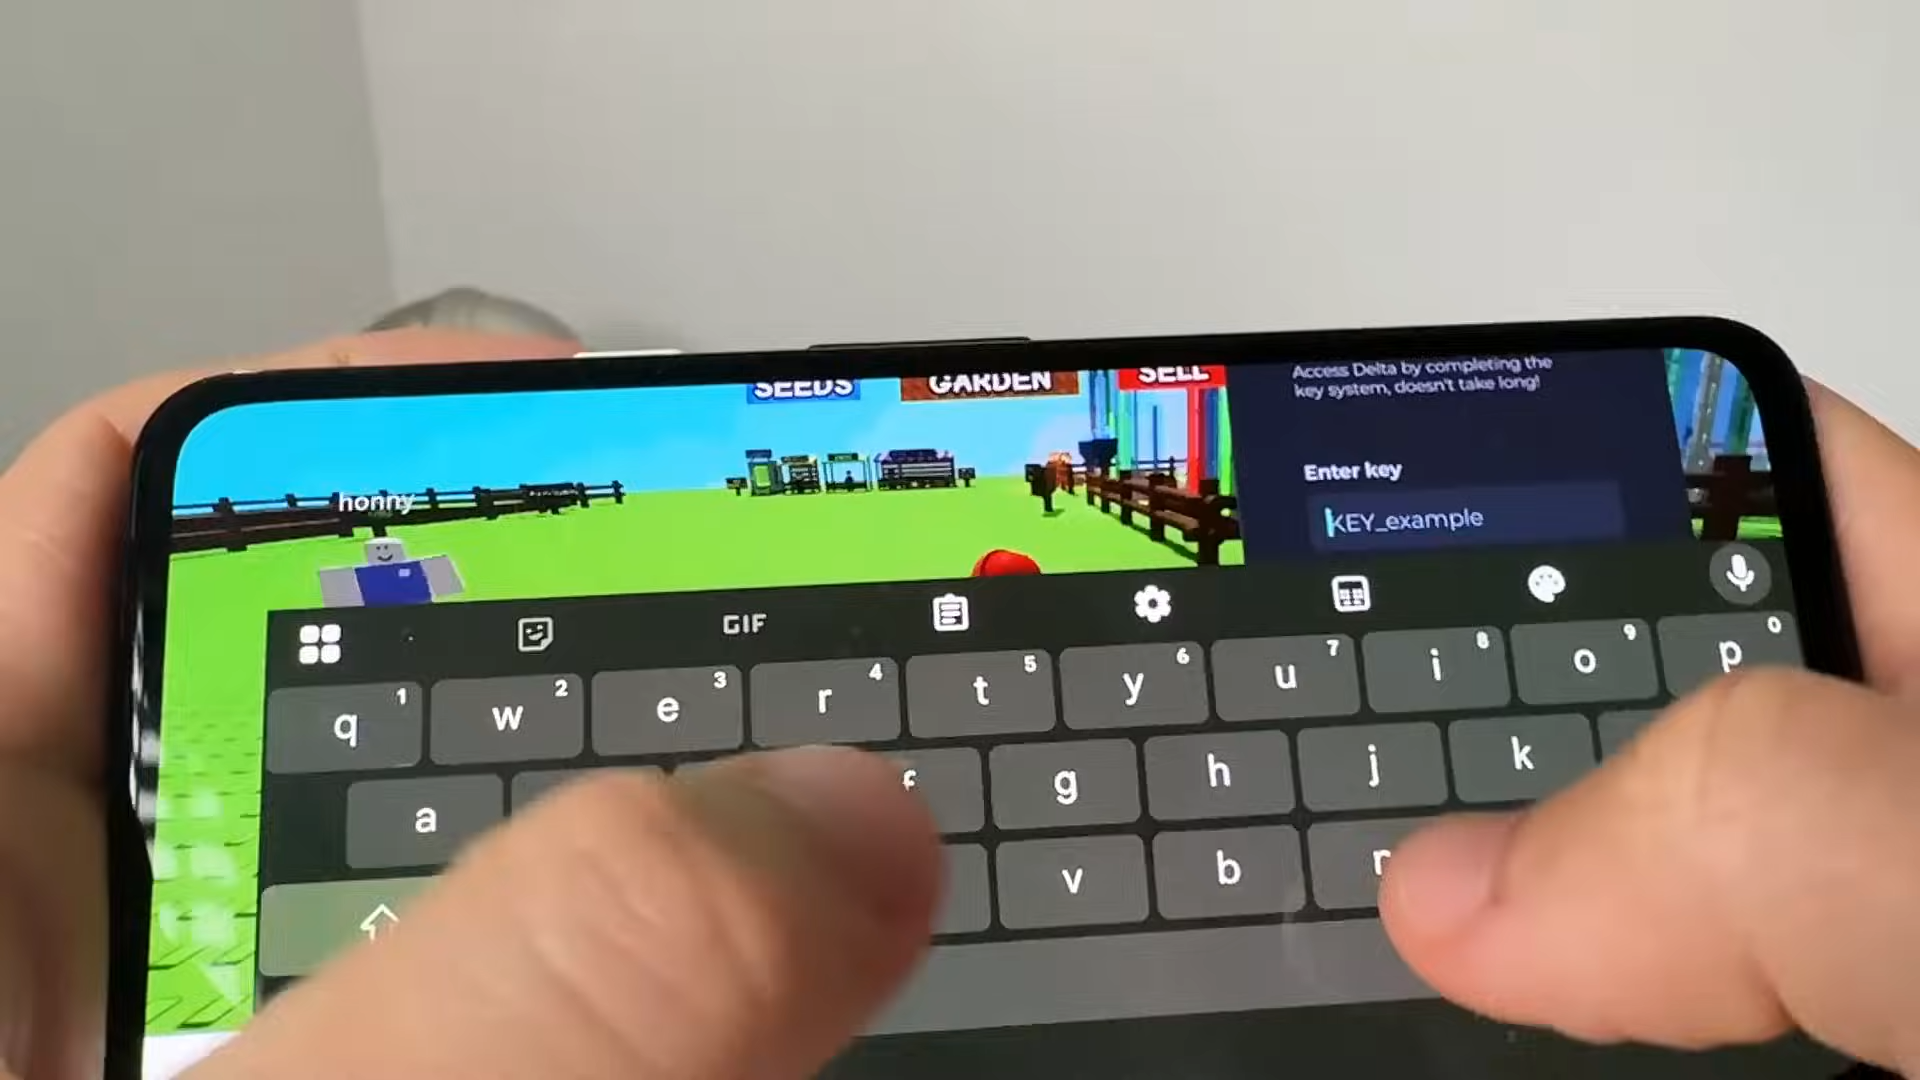 SEEDS
GARDEN
SELL
Access Delta by completing the
key system, doesn't take long!
honny
Enter key
KEY_example
GIF
q 1 w 2 e 3 r 4 t 5 y 6 u 7 i 8 o 9 p 0
a g h j k
v b